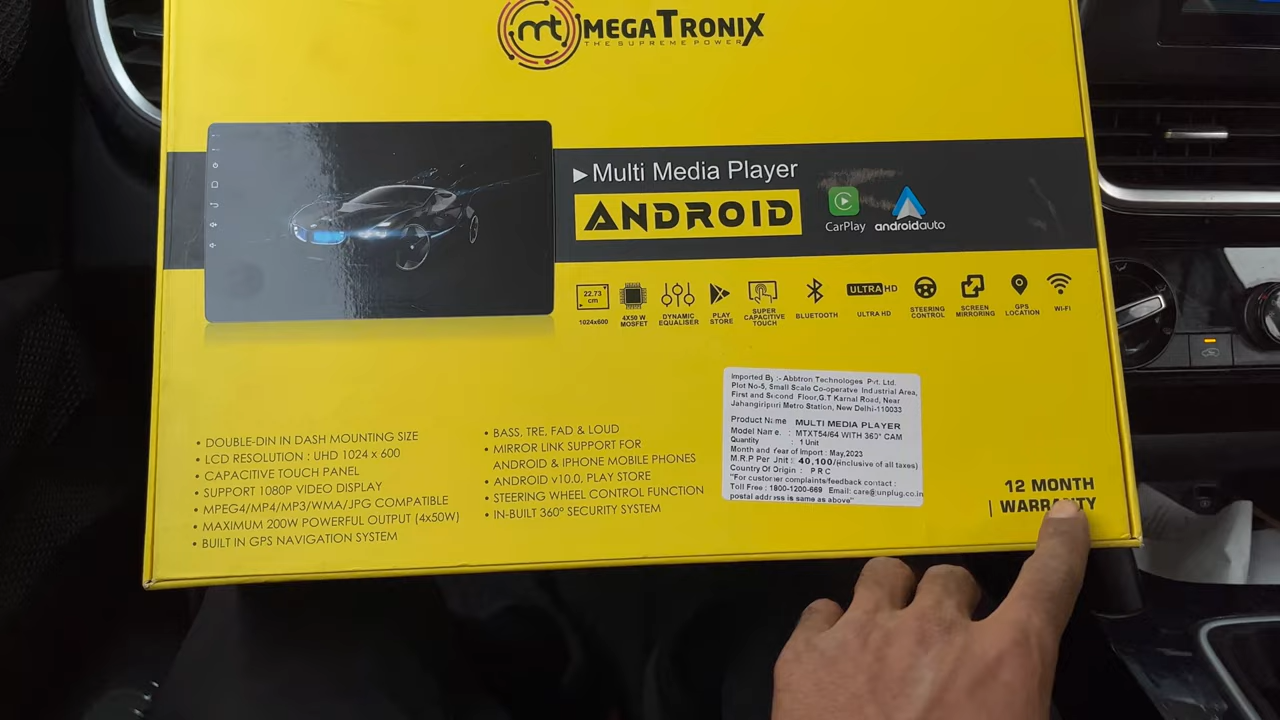 mt MEGATRONIX
THE SUPREME POWER
►Multi Media Player
ANDROID
CarPlay androidauto
22.73
cm
1024x600
4X50 W
MOSFET
DYNAMIC
EQUALISER
PLAY
STORE
SUPER
CAPACITIVE
TOUCH
BLUETOOTH
ULTRA HD
ULTRA HD
STEERING
CONTROL
SCREEN
MIRRORING
GPS
LOCATION
WI-FI
• DOUBLE-DIN IN DASH MOUNTING SIZE
• LCD RESOLUTION : UHD 1024 x 600
• CAPACITIVE TOUCH PANEL
• SUPPORT 1080P VIDEO DISPLAY
• MPEG4/MP4/MP3/WMA/JPG COMPATIBLE
• MAXIMUM 200W POWERFUL OUTPUT (4x50W)
• BUILT IN GPS NAVIGATION SYSTEM
• BASS, TRE, FAD & LOUD
• MIRROR LINK SUPPORT FOR
ANDROID & IPHONE MOBILE PHONES
• ANDROID v10.0, PLAY STORE
• STEERING WHEEL CONTROL FUNCTION
• IN-BUILT 360° SECURITY SYSTEM
Imported By :- Abbtron Technologes Pvt. Ltd.
Plot No-5, Small Scale Co-operatve Industrial Area,
First and Second Floor,G.T Karnal Road, Near
Jahangiripuri Metro Station, New Delhi-110033
Product Name MULTI MEDIA PLAYER
Model Name : MTXT54/64 WITH 360° CAM
Quantity : 1 Unit
Month and Year of Import : May,2023
M.R.P Per Unit : 40,100/(inclusive of all taxes)
Country Of Origin : P R C
"For customer complaints/feedback contact :
Toll Free : 1800-1200-669 Email: care@unplug.co.in
postal address is same as above"
12 MONTH
| WARRANTY